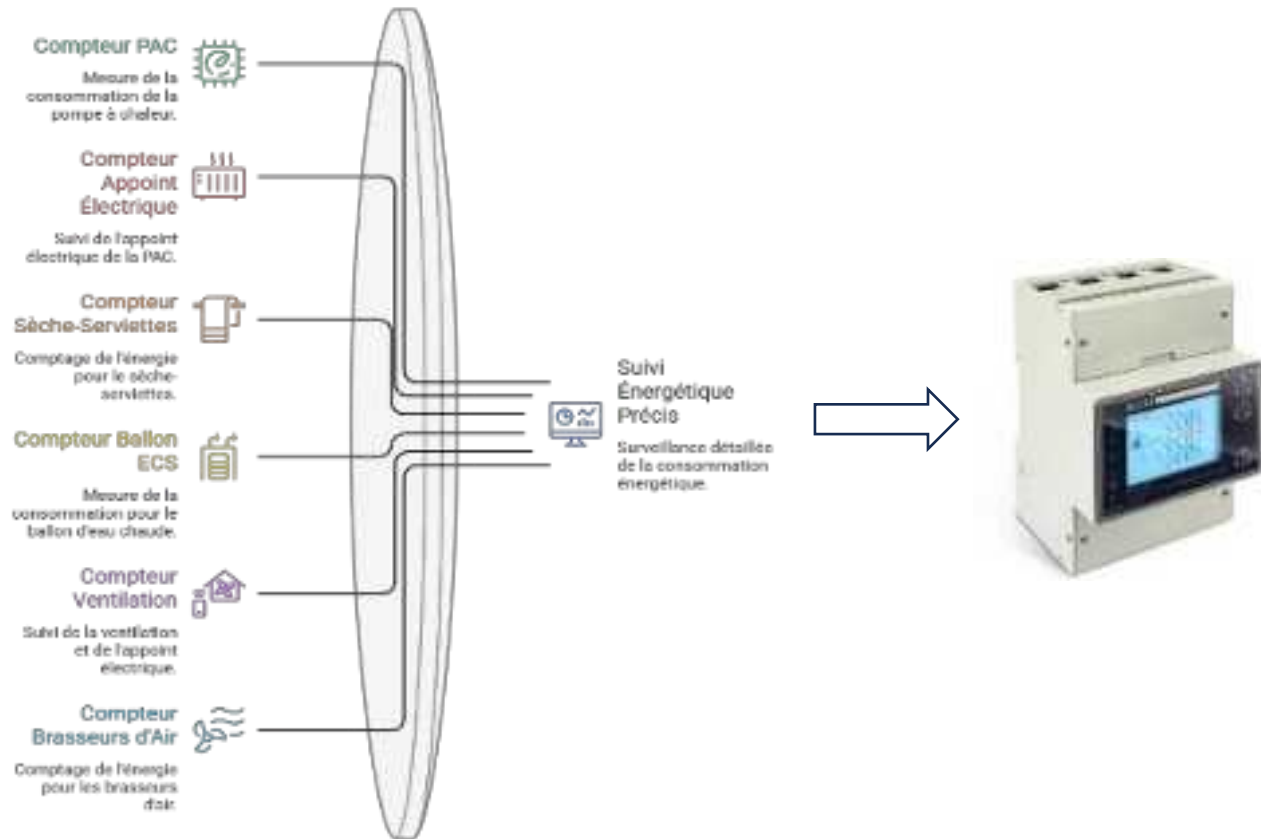 Compteur PAC
Mesure de la
consommation de la
pompe à chaleur.
Compteur
Appoint
Électrique
Suivi de l'appoint
électrique de la PAC.
Compteur
Sèche-Serviettes
Comptage de l'énergie
pour le sèche-
serviettes.
Compteur Ballon
ECS
Mesure de la
consommation pour le
ballon d'eau chaude.
Compteur
Ventilation
Suivi de la ventilation
et de l'appoint
électrique.
Compteur
Brasseurs d'Air
Comptage de l'énergie
pour les brasseurs
d'air.
Suivi
Énergétique
Précis
Surveillance détaillée
de la consommation
énergétique.